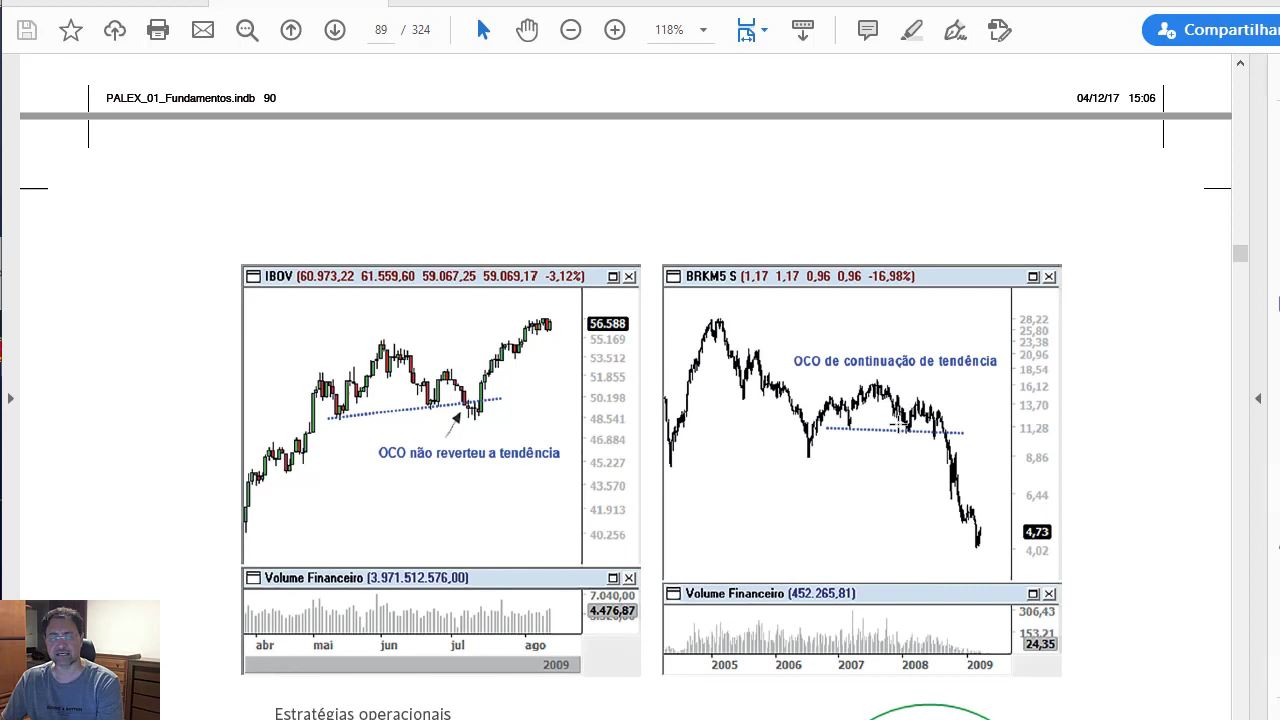 89 / 324
118%
Compartilhar
PALEX_01_Fundamentos.indb 90
04/12/17 15:06
IBOV (60.973,22 61.559,60 59.067,25 59.069,17 -3,12%)
56.588
55.169
53.512
51.855
50.198
48.541
46.884
45.227
43.570
41.913
40.256
OCO não reverteu a tendência
Volume Financeiro (3.971.512.576,00)
7.040,00
4.476,87
abr mai jun jul ago
2009
BRKM5 S (1,17 1,17 0,96 0,96 -16,98%)
OCO de continuação de tendência
28,22
25,80
23,38
20,96
18,54
16,12
13,70
11,28
8,86
6,44
4,73
4,02
Volume Financeiro (452.265,81)
306,43
153,21
24,35
2005 2006 2007 2008 2009
Estratégias operacionais